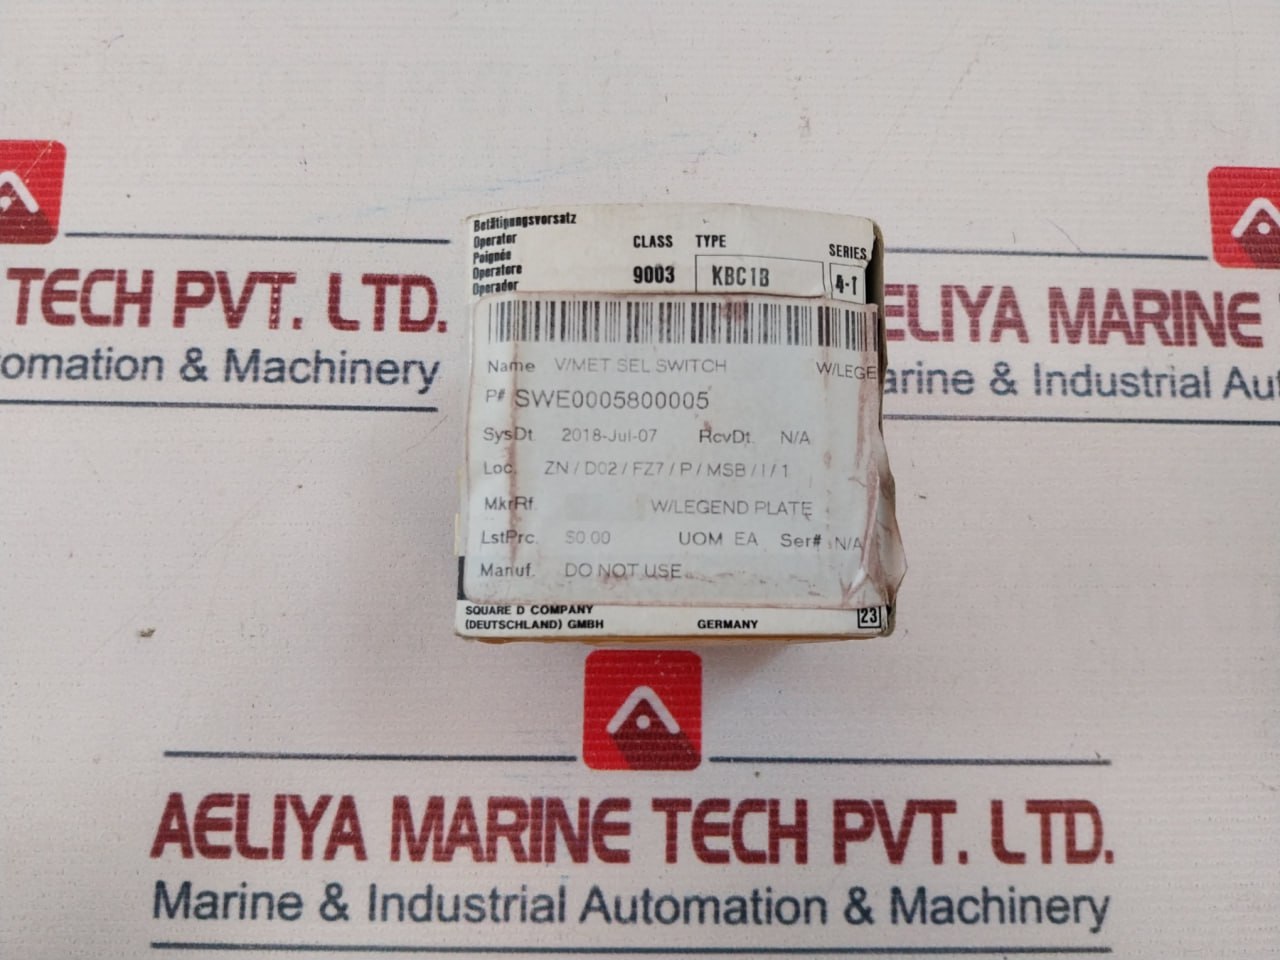 Betätigungsvorsatz
Operator
Poignée
Operatore
Operador
CLASS TYPE SERIES
9003 KBC1B
Name V/MET SEL SWITCH W/LEGE
P# SWE0005800005
SysDt. 2018-Jul-07 RcvDt. N/A
Loc. ZN / D02 / FZ7 / P / MSB / I / 1
MkrRf. W/LEGEND PLATE
LstPrc. $0.00 UOM EA Ser# N/A
Manuf. DO NOT USE
SQUARE D COMPANY
(DEUTSCHLAND) GMBH GERMANY 23
TECH PVT. LTD.
omation & Machinery
ELIYA MARINE
arine & Industrial Aut
AELIYA MARINE TECH PVT. LTD.
Marine & Industrial Automation & Machinery